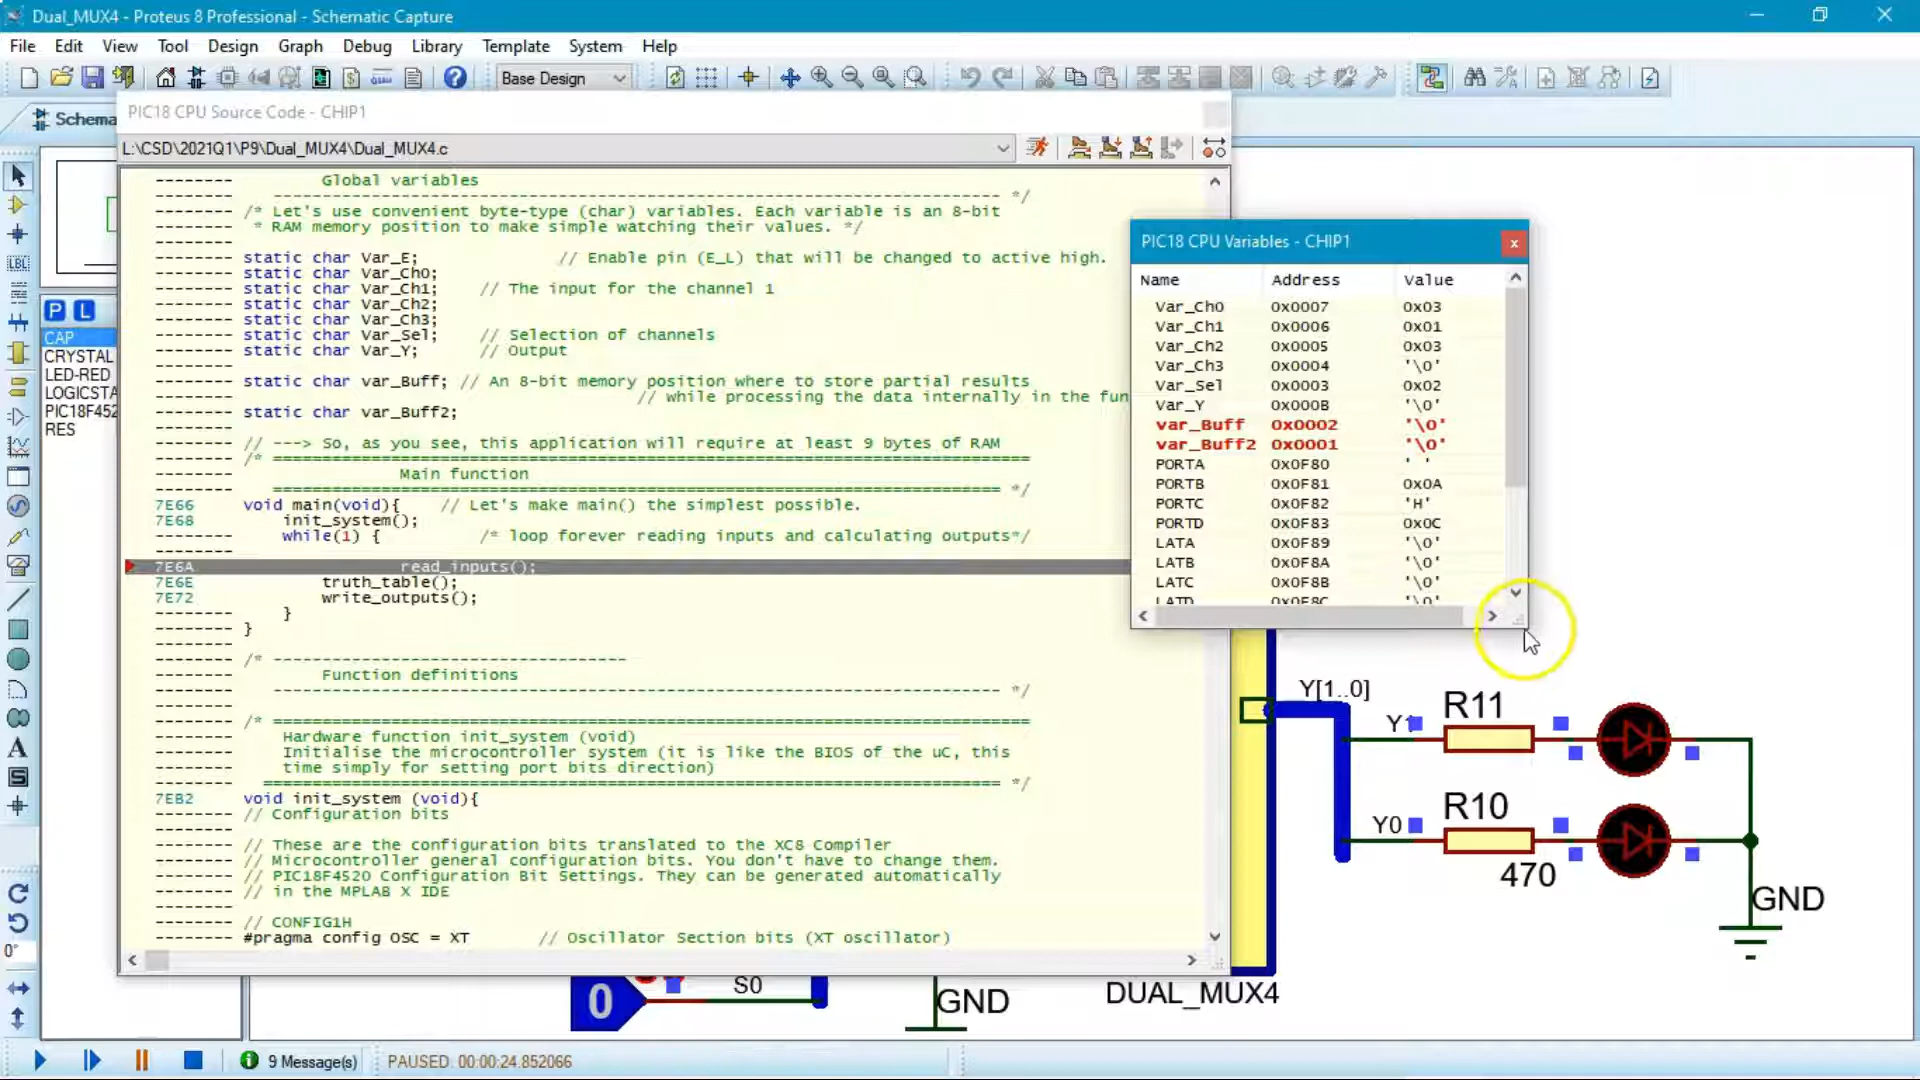 Dual_MUX4 - Proteus 8 Professional - Schematic Capture
File Edit View Tool Design Graph Debug Library Template System Help
Base Design
Schema
PIC18 CPU Source Code - CHIP1
L:\CSD\2021Q1\P9\Dual_MUX4\Dual_MUX4.c
-------- Global variables
-------- -------------------------------------------------------------------------- */
-------- /* Let's use convenient byte-type (char) variables. Each variable is an 8-bit
-------- * RAM memory position to make simple watching their values. */
--------
-------- static char Var_E; // Enable pin (E_L) that will be changed to active high.
-------- static char Var_Ch0;
-------- static char Var_Ch1; // The input for the channel 1
-------- static char Var_Ch2;
-------- static char Var_Ch3;
-------- static char Var_Sel; // Selection of channels
-------- static char Var_Y; // Output
--------
-------- static char var_Buff; // An 8-bit memory position where to store partial results
-------- // while processing the data internally in the fun
-------- static char var_Buff2;
--------
-------- // ---> So, as you see, this application will require at least 9 bytes of RAM
-------- /* =============================================================================
-------- Main function
-------- =========================================================================== */
7E66 void main(void){ // Let's make main() the simplest possible.
7E68 init_system();
while(1) { /* loop forever reading inputs and calculating outputs*/
--------
7E6A read_inputs();
7E6E truth_table();
7E72 write_outputs();
-------- }
-------- }
--------
-------- /* ------------------------------------
-------- Function definitions
-------- -------------------------------------------------------------------------- */
--------
-------- /* =============================================================================
-------- Hardware function init_system (void)
-------- Initialise the microcontroller system (it is like the BIOS of the uC, this
-------- time simply for setting port bits direction)
-------- =========================================================================== */
7EB2 void init_system (void){
-------- // Configuration bits
--------
-------- // These are the configuration bits translated to the XC8 Compiler
-------- // Microcontroller general configuration bits. You don't have to change them.
-------- // PIC18F4520 Configuration Bit Settings. They can be generated automatically
-------- // in the MPLAB X IDE
--------
-------- // CONFIG1H
-------- #pragma config OSC = XT // Oscillator Section bits (XT oscillator)
PIC18 CPU Variables - CHIP1
Name Address Value
Var_Ch0 0x0007 0x03
Var_Ch1 0x0006 0x01
Var_Ch2 0x0005 0x03
Var_Ch3 0x0004 '\0'
Var_Sel 0x0003 0x02
Var_Y 0x000B '\0'
var_Buff 0x0002 '\0'
var_Buff2 0x0001 '\0'
PORTA 0x0F80 ' '
PORTB 0x0F81 0x0A
PORTC 0x0F82 'H'
PORTD 0x0F83 0x0C
LATA 0x0F89 '\0'
LATB 0x0F8A '\0'
LATC 0x0F8B '\0'
LATD 0x0F8C '\0'
P L
CAP
CRYSTAL
LED-RED
LOGICSTA
PIC18F452
RES
LBL
A
S
0°
Y[1..0]
Y1
R11
Y0
R10
470
GND
0
S0
GND
DUAL_MUX4
9 Message(s)
PAUSED: 00:00:24.852066